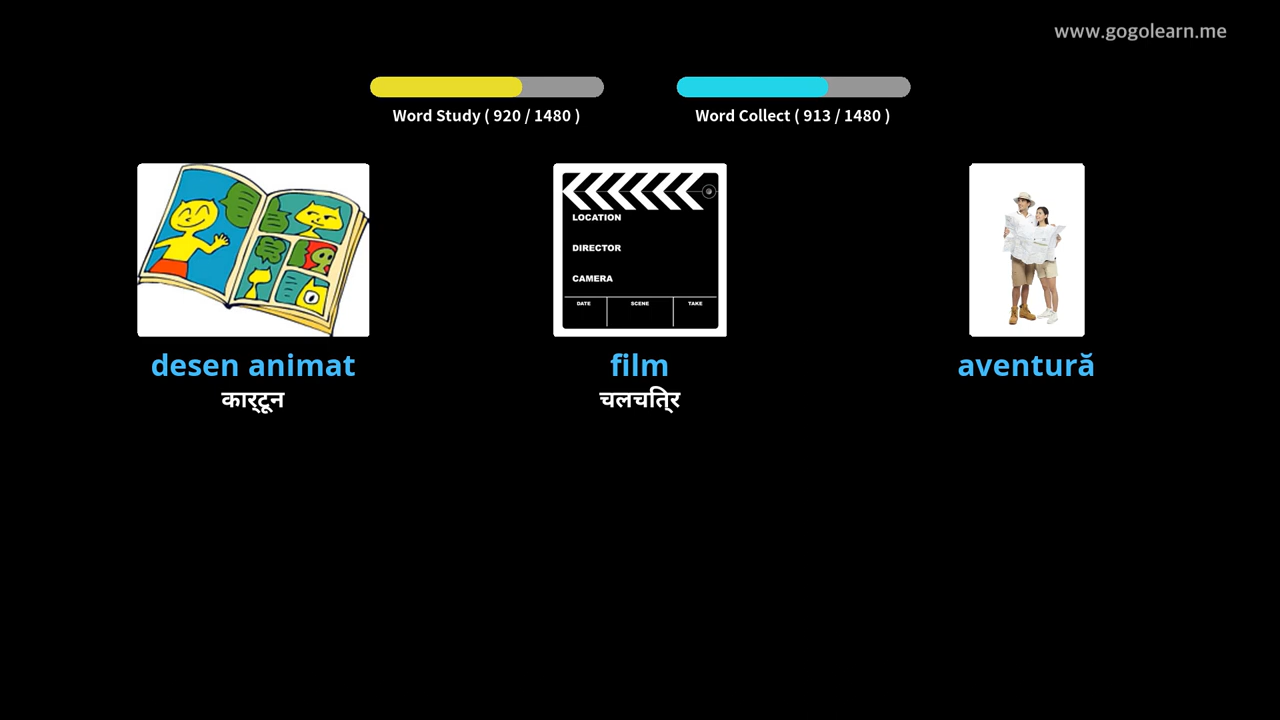 www.gogolearn.me
Word Study ( 920 / 1480 )
Word Collect ( 913 / 1480 )
LOCATION
DIRECTOR
CAMERA
DATE SCENE TAKE
desen animat
film
aventură
कार्टून
चलचित्र